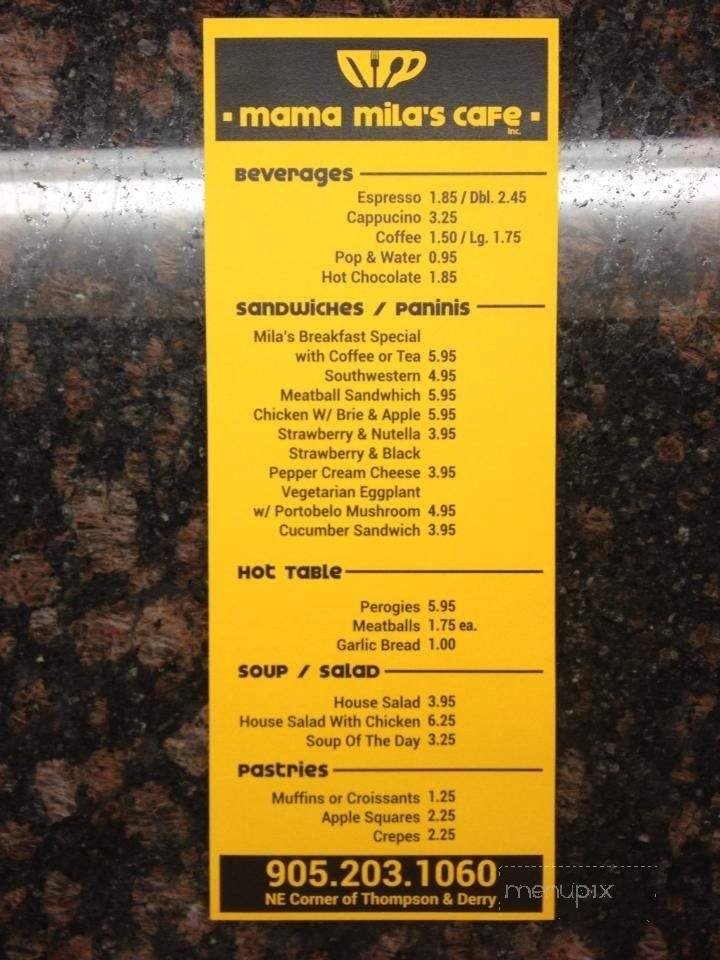 mama mila's cafe
Inc.
Beverages
Espresso 1.85 / Dbl. 2.45
Cappucino 3.25
Coffee 1.50 / Lg. 1.75
Pop & Water 0.95
Hot Chocolate 1.85
Sandwiches / Paninis
Mila's Breakfast Special
with Coffee or Tea 5.95
Southwestern 4.95
Meatball Sandwhich 5.95
Chicken W/ Brie & Apple 5.95
Strawberry & Nutella 3.95
Strawberry & Black
Pepper Cream Cheese 3.95
Vegetarian Eggplant
w/ Portobelo Mushroom 4.95
Cucumber Sandwich 3.95
Hot Table
Perogies 5.95
Meatballs 1.75 ea.
Garlic Bread 1.00
Soup / Salad
House Salad 3.95
House Salad With Chicken 6.25
Soup Of The Day 3.25
Pastries
Muffins or Croissants 1.25
Apple Squares 2.25
Crepes 2.25
905.203.1060
NE Corner of Thompson & Derry
menupix